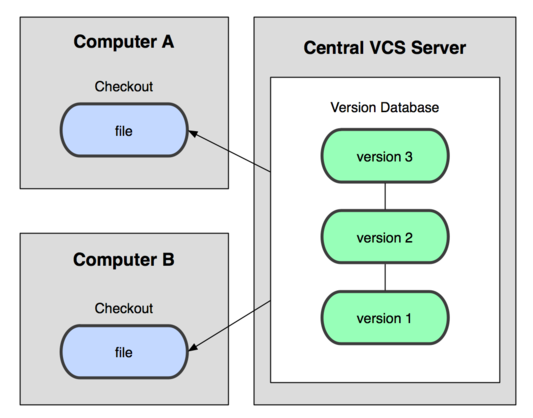 Computer A
Checkout
file
Computer B
Checkout
file
Central VCS Server
Version Database
version 3
version 2
version 1